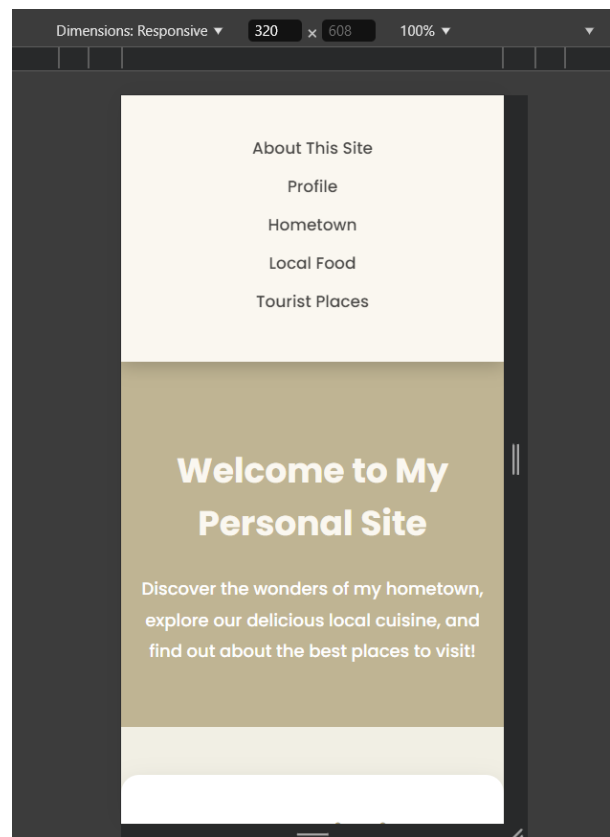 Dimensions: Responsive ▼ 320 × 608 100% ▼ ▼
About This Site
Profile
Hometown
Local Food
Tourist Places
Welcome to My
Personal Site
Discover the wonders of my hometown,
explore our delicious local cuisine, and
find out about the best places to visit!